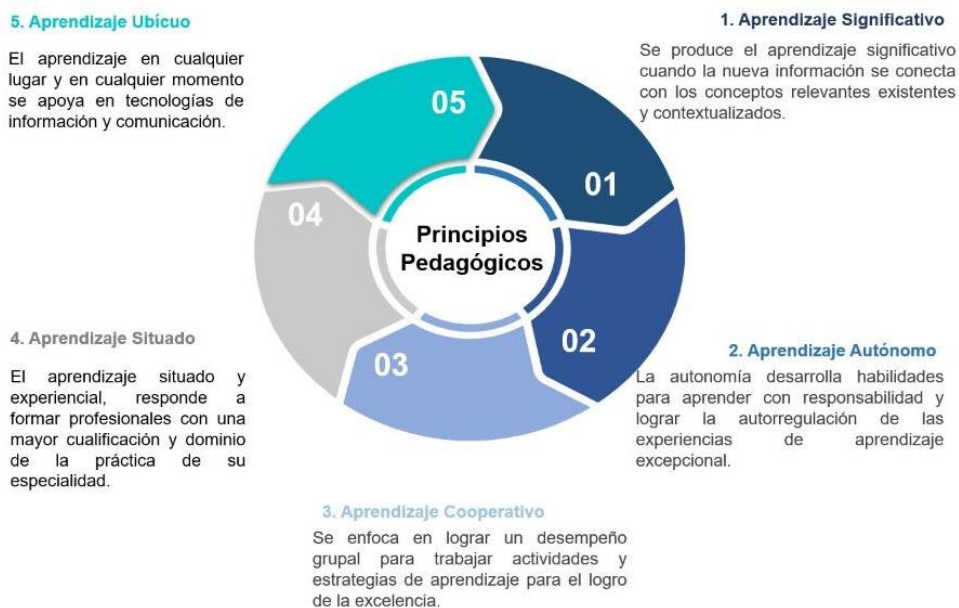 5. Aprendizaje Ubícuo
El aprendizaje en cualquier
lugar y en cualquier momento
se apoya en tecnologías de
información y comunicación.
1. Aprendizaje Significativo
Se produce el aprendizaje significativo
cuando la nueva información se conecta
con los conceptos relevantes existentes
y contextualizados.
05
01
04
Principios
Pedagógicos
02
03
4. Aprendizaje Situado
El aprendizaje situado y
experiencial, responde a
formar profesionales con una
mayor cualificación y dominio
de la práctica de su
especialidad.
2. Aprendizaje Autónomo
La autonomía desarrolla habilidades
para aprender con responsabilidad y
lograr la autorregulación de las
experiencias de aprendizaje
excepcional.
3. Aprendizaje Cooperativo
Se enfoca en lograr un desempeño
grupal para trabajar actividades y
estrategias de aprendizaje para el logro
de la excelencia.